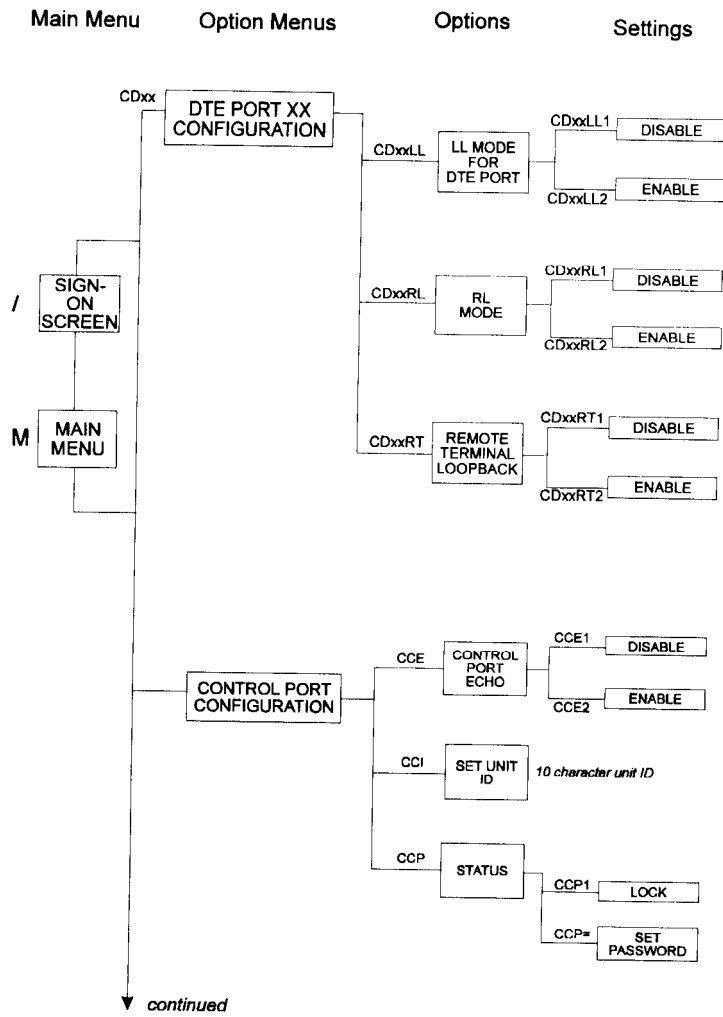 Main Menu
Option Menus
Options
Settings
CDxx
DTE PORT XX
CONFIGURATION
CDxxLL
LL MODE
FOR
DTE PORT
CDxxLL1
DISABLE
CDxxLL2
ENABLE
/
SIGN-
ON
SCREEN
CDxxRL
RL
MODE
CDxxRL1
DISABLE
CDxxRL2
ENABLE
M
MAIN
MENU
CDxxRT
REMOTE
TERMINAL
LOOPBACK
CDxxRT1
DISABLE
CDxxRT2
ENABLE
CONTROL PORT
CONFIGURATION
CCE
CONTROL
PORT
ECHO
CCE1
DISABLE
CCE2
ENABLE
CCI
SET UNIT
ID
10 character unit ID
CCP
STATUS
CCP1
LOCK
CCP=
SET
PASSWORD
continued